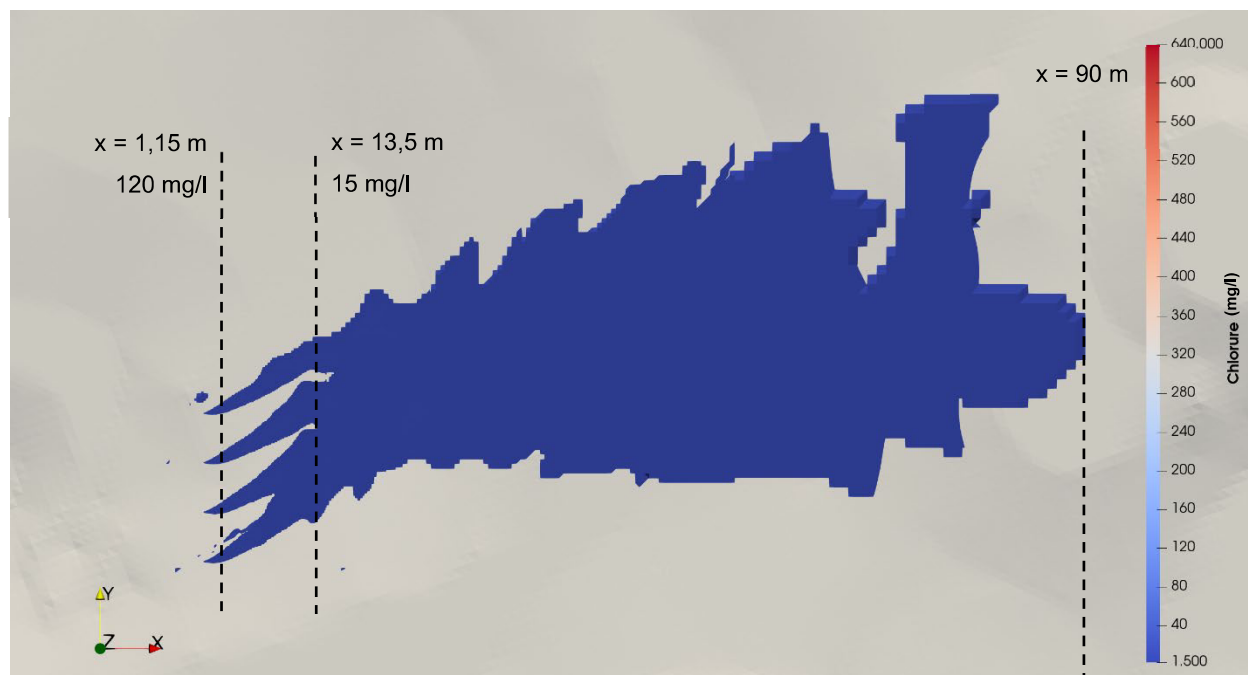 x = 1,15 m
120 mg/l
x = 13,5 m
15 mg/l
x = 90 m
640.000
600
560
520
480
440
400
360
320
280
240
200
160
120
80
40
1.500
Chlorure (mg/l)
Y
Z
X